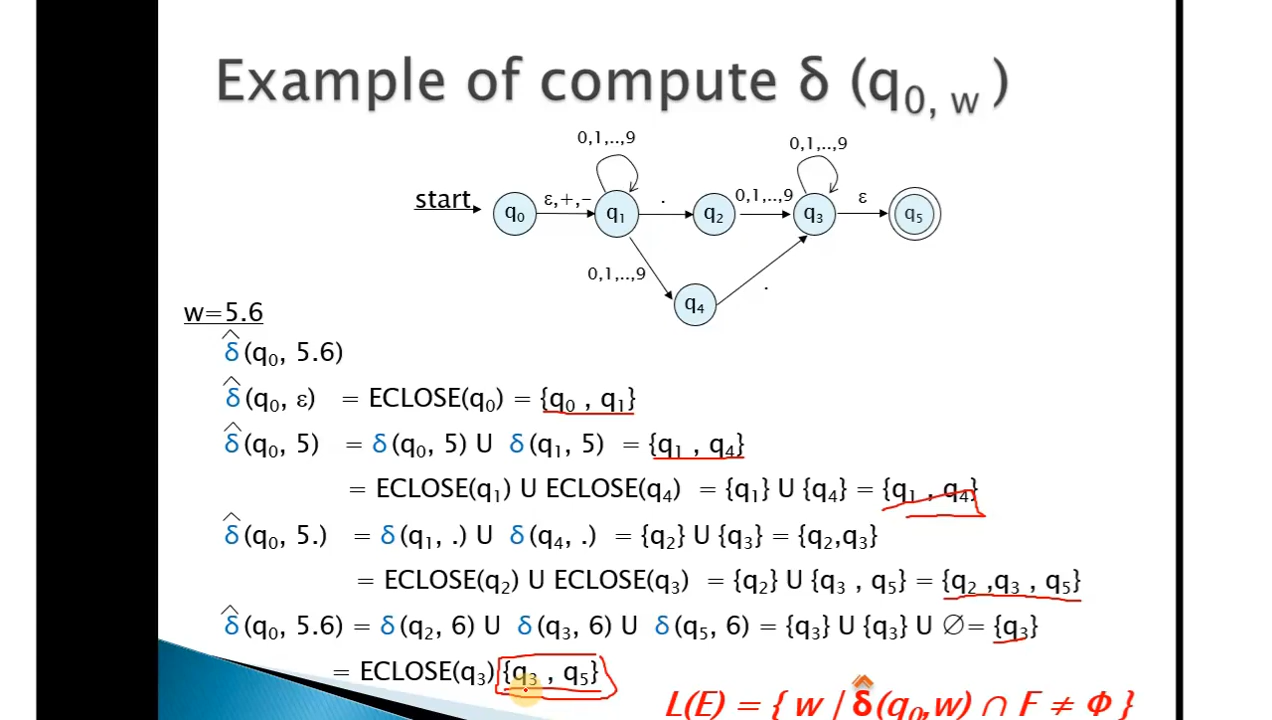 Example of compute δ (q₀, w )
0,1,..,9 0,1,..,9
start q₀ ε,+,- q₁ . q₂ 0,1,..,9 q₃ ε q₅
0,1,..,9 q₄ .
w=5.6
δ̂(q₀, 5.6)
δ̂(q₀, ε) = ECLOSE(q₀) = {q₀ , q₁}
δ̂(q₀, 5) = δ(q₀, 5) U δ(q₁, 5) = {q₁ , q₄}
= ECLOSE(q₁) U ECLOSE(q₄) = {q₁} U {q₄} = {q₁ , q₄}
δ̂(q₀, 5.) = δ(q₁, .) U δ(q₄, .) = {q₂} U {q₃} = {q₂,q₃}
= ECLOSE(q₂) U ECLOSE(q₃) = {q₂} U {q₃ , q₅} = {q₂ ,q₃ , q₅}
δ̂(q₀, 5.6) = δ(q₂, 6) U δ(q₃, 6) U δ(q₅, 6) = {q₃} U {q₃} U ∅= {q₃}
= ECLOSE(q₃) {q₃ , q₅}
L(E) = { w / δ̂(q₀,w) ∩ F ≠ Φ }